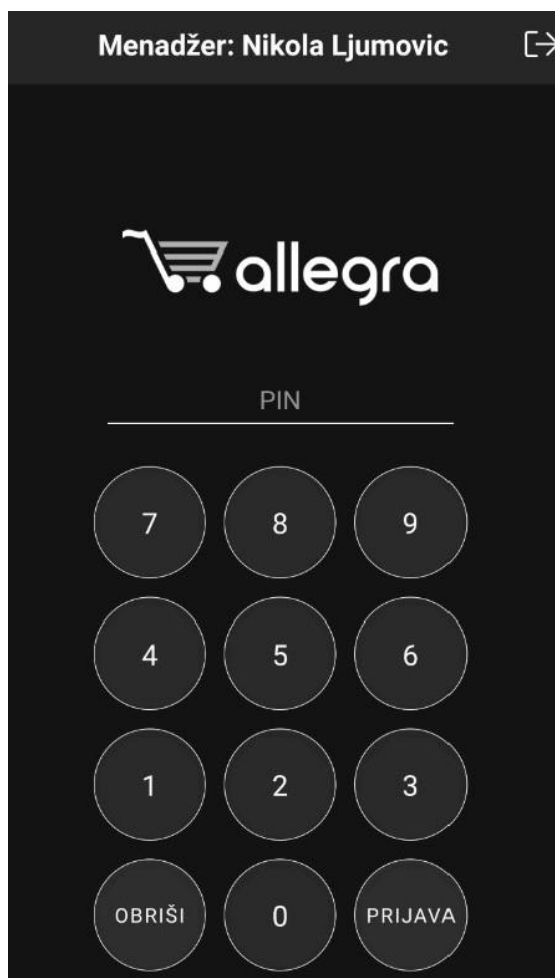 Menadžer: Nikola Ljumovic
allegra
PIN
7 8 9
4 5 6
1 2 3
OBRIŠI 0 PRIJAVA